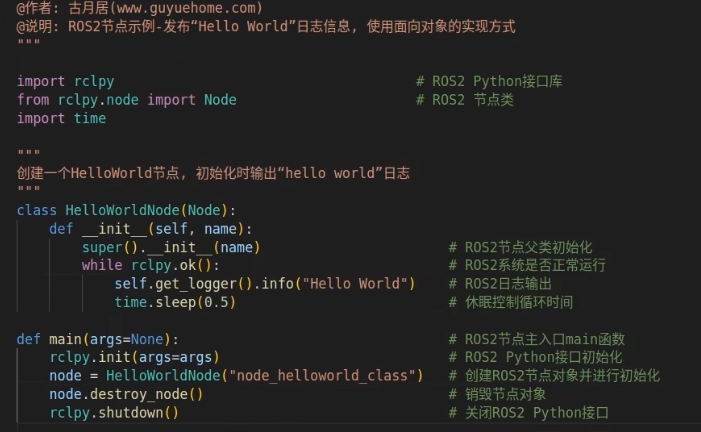 @作者: 古月居(www.guyuehome.com)
@说明: ROS2节点示例-发布“Hello World”日志信息, 使用面向对象的实现方式
"""
import rclpy                                     # ROS2 Python接口库
from rclpy.node import Node                      # ROS2 节点类
import time
"""
创建一个HelloWorld节点, 初始化时输出“hello world”日志
"""
class HelloWorldNode(Node):
    def __init__(self, name):
        super().__init__(name)                       # ROS2节点父类初始化
        while rclpy.ok():                            # ROS2系统是否正常运行
            self.get_logger().info("Hello World")    # ROS2日志输出
            time.sleep(0.5)                          # 休眠控制循环时间
def main(args=None):                                 # ROS2节点主入口main函数
    rclpy.init(args=args)                            # ROS2 Python接口初始化
    node = HelloWorldNode("node_helloworld_class")   # 创建ROS2节点对象并进行初始化
    node.destroy_node()                              # 销毁节点对象
    rclpy.shutdown()                                 # 关闭ROS2 Python接口